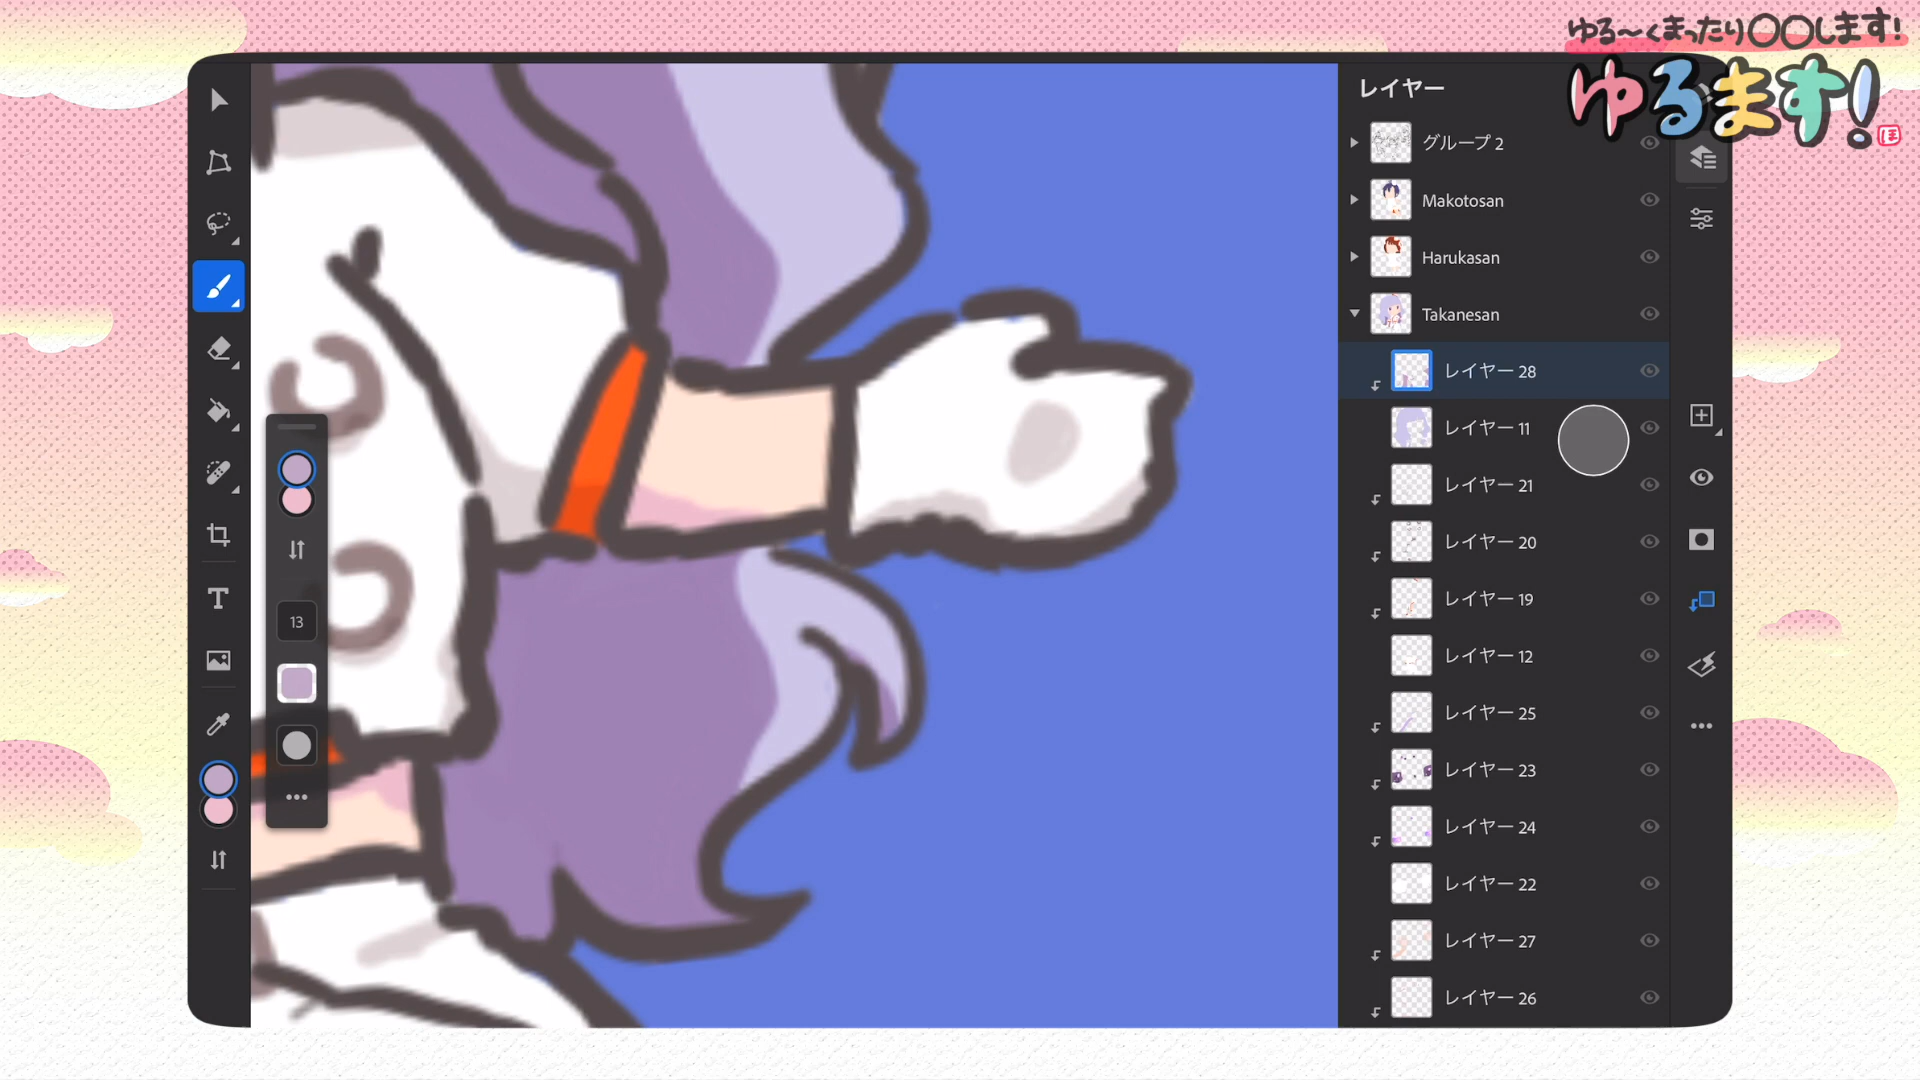 ゆる〜くまったり〇〇します!
ゆるます!
ほ
レイヤー
グループ 2
Makotosan
Harukasan
Takanesan
レイヤー 28
レイヤー 11
レイヤー 21
レイヤー 20
レイヤー 19
レイヤー 12
レイヤー 25
レイヤー 23
レイヤー 24
レイヤー 22
レイヤー 27
レイヤー 26
13